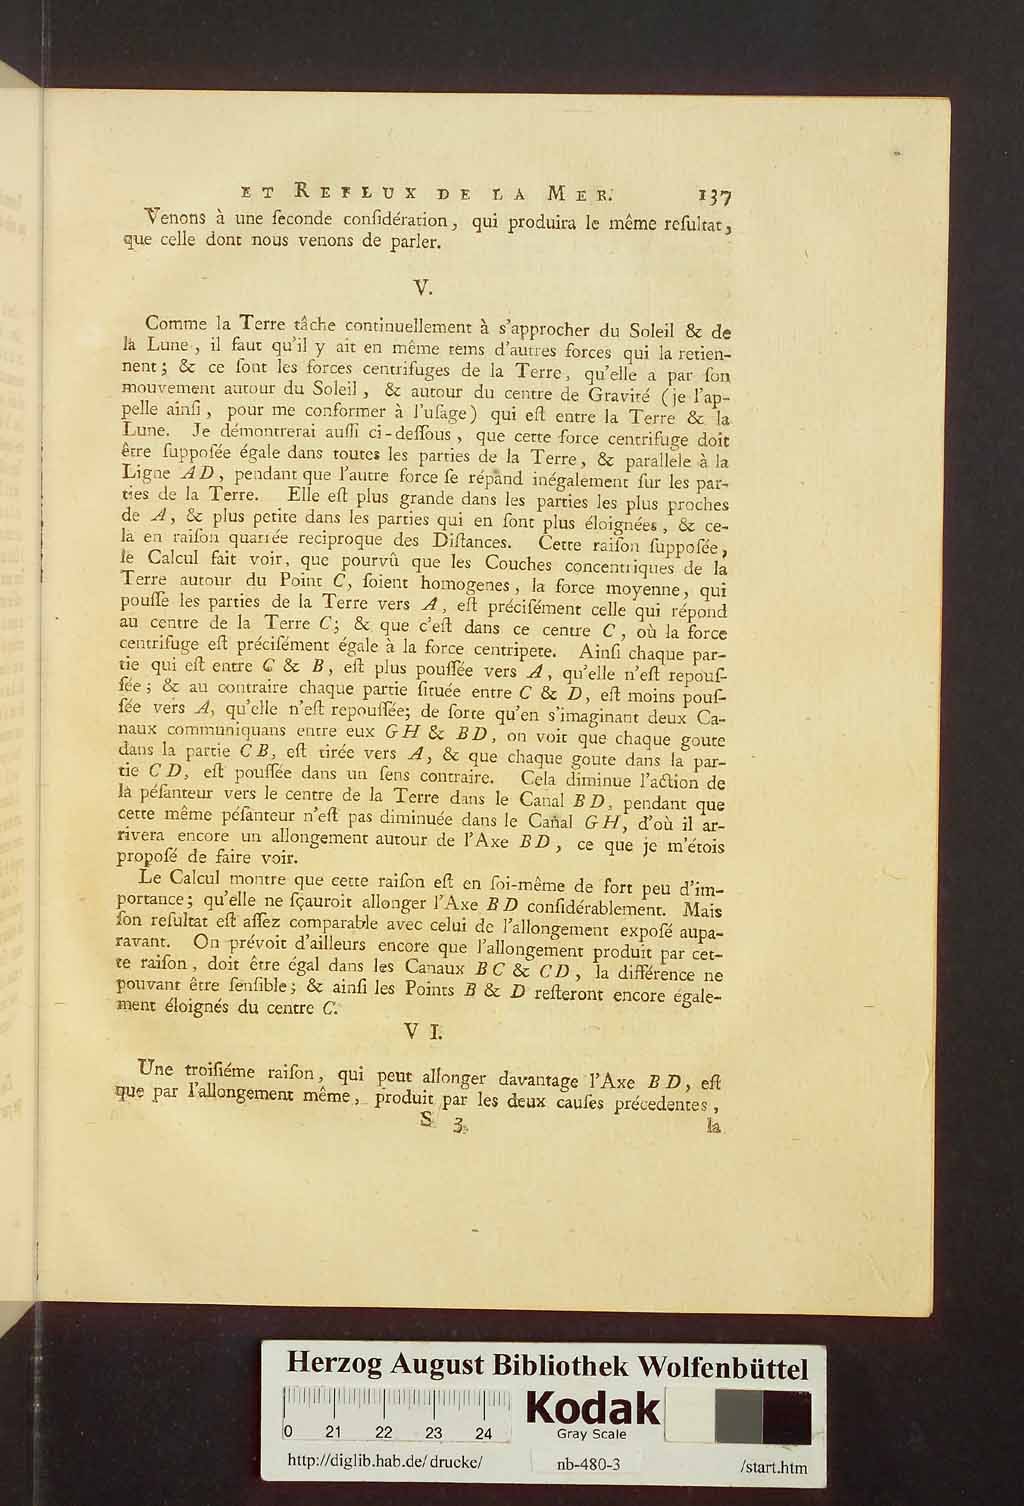 ET REFLUX DE LA MER. 137
Venons à une ſeconde conſidération, qui produira le même reſultat,
que celle dont nous venons de parler.
V.
Comme la Terre tâche continuellement à s'approcher du Soleil & de
la Lune, il faut qu'il y ait en même tems d'autres forces qui la retien-
nent; & ce ſont les forces centrifuges de la Terre, qu'elle a par ſon
mouvement autour du Soleil, & autour du centre de Gravité (je l'ap-
pelle ainſi, pour me conformer à l'uſage) qui eſt entre la Terre & la
Lune. Je démontrerai auſſi ci-deſſous, que cette force centrifuge doit
être ſuppoſée égale dans toutes les parties de la Terre, & parallele à la
Ligne AD, pendant que l'autre force ſe répand inégalement ſur les par-
ties de la Terre. Elle eſt plus grande dans les parties les plus proches
de A, & plus petite dans les parties qui en ſont plus éloignées, & ce-
la en raiſon quarrée reciproque des Diſtances. Cette raiſon ſuppoſée,
le Calcul fait voir, que pourvû que les Couches concentriques de la
Terre autour du Point C, ſoient homogenes, la force moyenne, qui
pouſſe les parties de la Terre vers A, eſt préciſément celle qui répond
au centre de la Terre C; & que c'eſt dans ce centre C, où la force
centrifuge eſt préciſément égale à la force centripete. Ainſi chaque par-
tie qui eſt entre C & B, eſt plus pouſſée vers A, qu'elle n'eſt repouſ-
ſée; & au contraire chaque partie ſituée entre C & D, eſt moins pouſ-
ſée vers A, qu'elle n'eſt repouſſée; de ſorte qu'en s'imaginant deux Ca-
naux communiquans entre eux GH & BD, on voit que chaque goute
dans la partie CB, eſt tirée vers A, & que chaque goute dans la par-
tie CD, eſt pouſſée dans un ſens contraire. Cela diminue l'action de
la péſanteur vers le centre de la Terre dans le Canal BD, pendant que
cette même péſanteur n'eſt pas diminuée dans le Canal GH, d'où il ar-
rivera encore un allongement autour de l'Axe BD, ce que je m'étois
propoſé de faire voir.
Le Calcul montre que cette raiſon eſt en ſoi-même de fort peu d'im-
portance; qu'elle ne ſçauroit allonger l'Axe BD conſidérablement. Mais
ſon reſultat eſt aſſez comparable avec celui de l'allongement expoſé aupa-
ravant. On prévoit d'ailleurs encore que l'allongement produit par cet-
te raiſon, doit être égal dans les Canaux BC & CD, la différence ne
pouvant être ſenſible; & ainſi les Points B & D reſteront encore égale-
ment éloignés du centre C.
VI.
Une troiſiéme raiſon, qui peut allonger davantage l'Axe BD, eſt
que par l'allongement même, produit par les deux cauſes précedentes,
S 3 la
Herzog August Bibliothek Wolfenbüttel
Kodak
Gray Scale
0 21 22 23 24
http://diglib.hab.de/drucke/ nb-480-3 /start.htm